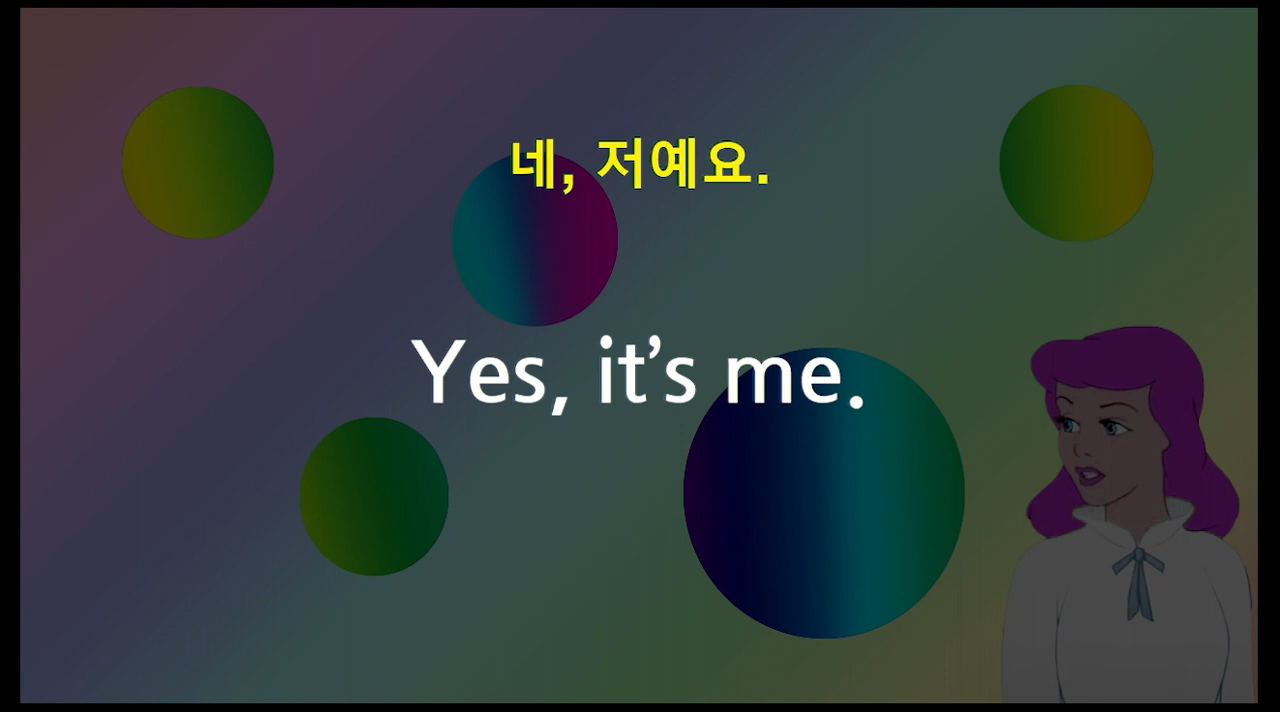 네, 저예요.
Yes, it’s me.